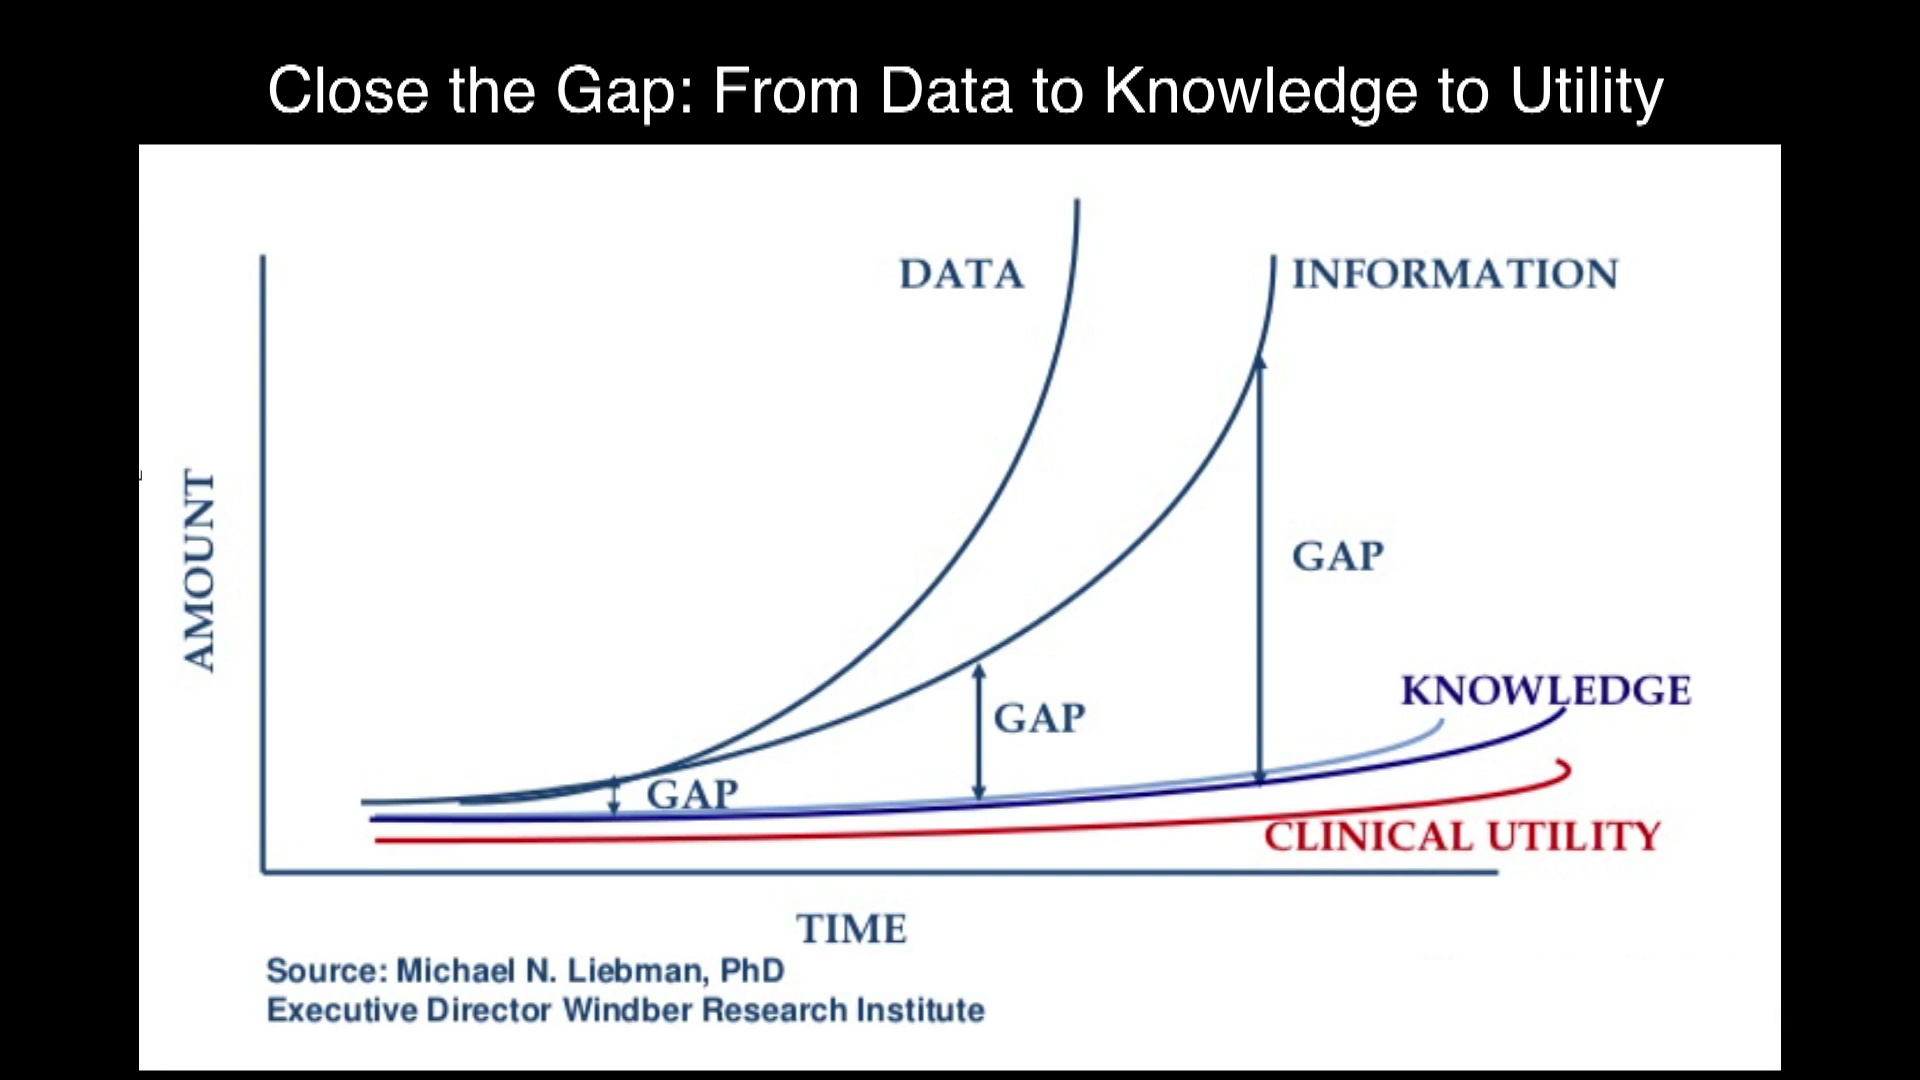 Close the Gap: From Data to Knowledge to Utility
DATA
INFORMATION
AMOUNT
GAP
KNOWLEDGE
GAP
GAP
CLINICAL UTILITY
TIME
Source: Michael N. Liebman, PhD
Executive Director Windber Research Institute